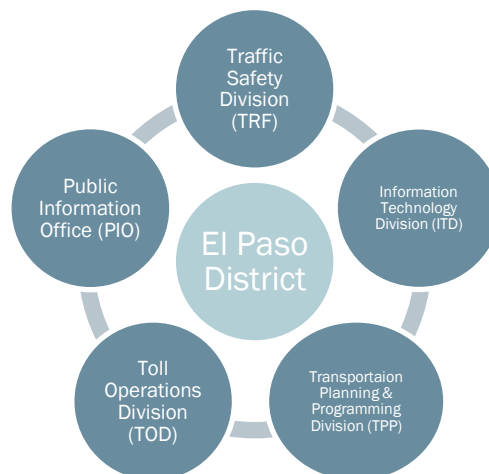 Traffic
Safety
Division
(TRF)
Public
Information
Office (PIO)
Information
Technology
Division (ITD)
El Paso
District
Toll
Operations
Division
(TOD)
Transportaion
Planning &
Programming
Division (TPP)